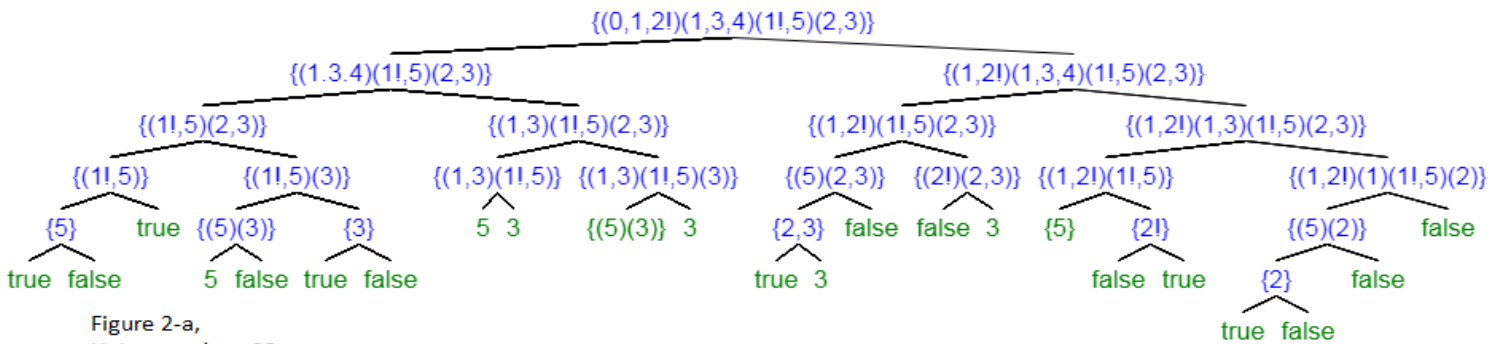 {(0,1,2!)(1,3,4)(1!,5)(2,3)}
{(1.3.4)(1!,5)(2,3)} {(1,2!)(1,3,4)(1!,5)(2,3)}
{(1!,5)(2,3)} {(1,3)(1!,5)(2,3)} {(1,2!)(1!,5)(2,3)} {(1,2!)(1,3)(1!,5)(2,3)}
{(1!,5)} {(1!,5)(3)} {(1,3)(1!,5)} {(1,3)(1!,5)(3)} {(5)(2,3)} {(2!)(2,3)} {(1,2!)(1!,5)} {(1,2!)(1)(1!,5)(2)}
{5} true {(5)(3)} {3} 5 3 {(5)(3)} 3 {2,3} false false 3 {5} {2!} {(5)(2)} false
true false 5 false true false true 3 false true {2} false
Figure 2-a,
true false